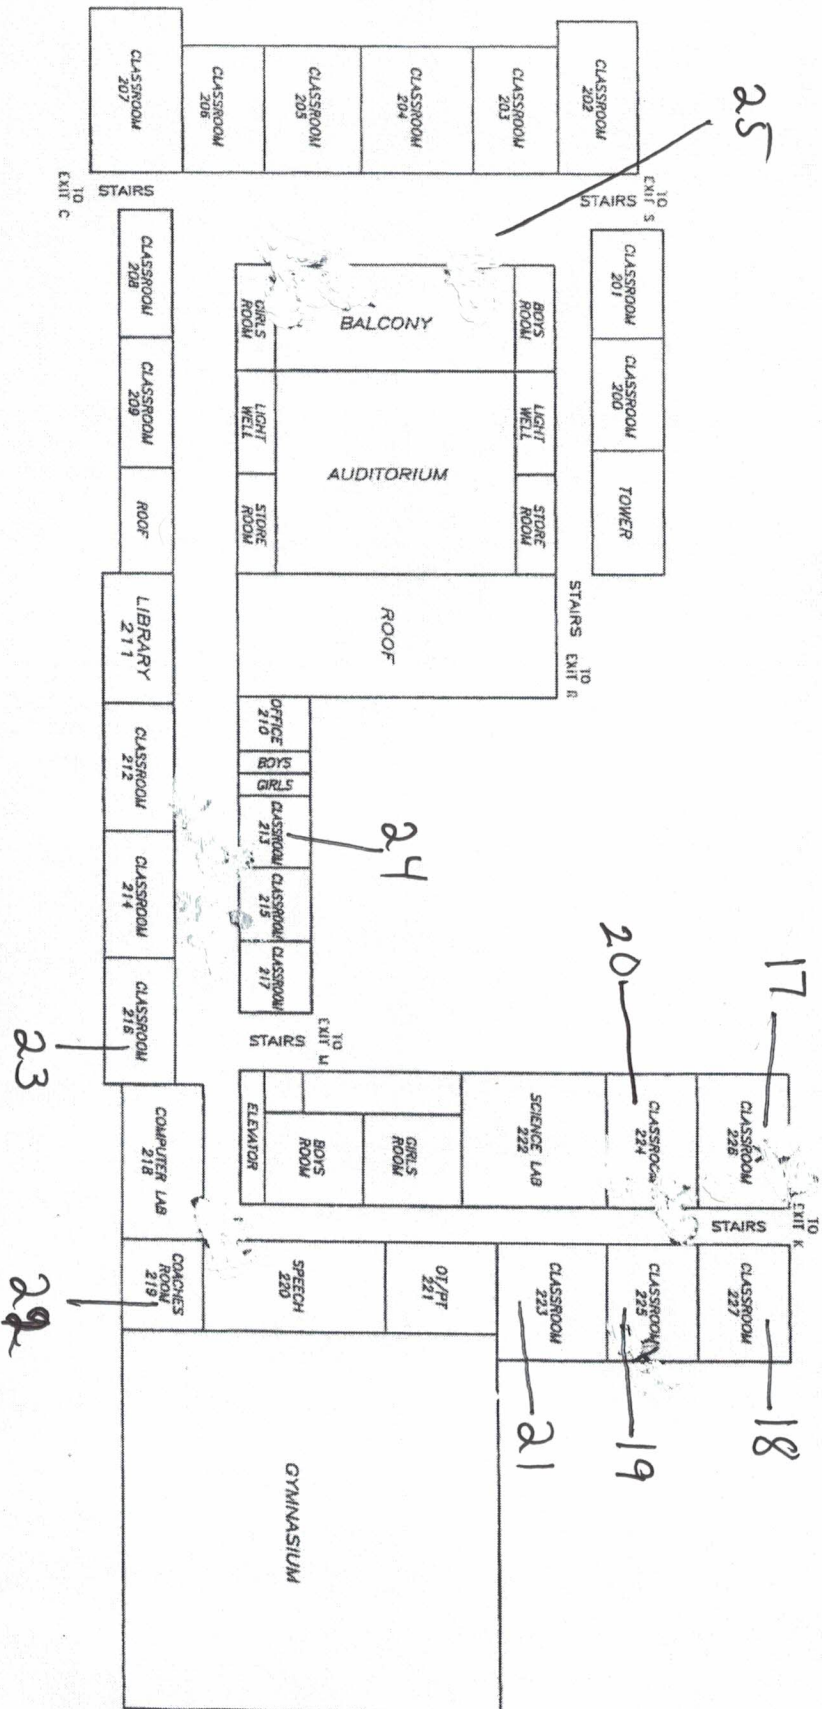 CLASSROOM
207
CLASSROOM
206
CLASSROOM
205
CLASSROOM
204
CLASSROOM
203
CLASSROOM
202
25
STAIRS
TO
EXIT C
STAIRS
TO
EXIT S
CLASSROOM
208
CLASSROOM
209
ROOF
LIBRARY
211
CLASSROOM
212
CLASSROOM
214
CLASSROOM
216
23
GIRLS
ROOM
BALCONY
BOYS
ROOM
LIGHT
WELL
AUDITORIUM
LIGHT
WELL
STORE
ROOM
STORE
ROOM
CLASSROOM
201
CLASSROOM
200
TOWER
ROOF
STAIRS
TO
EXIT R
OFFICE
210
BOYS
GIRLS
CLASSROOM
213
24
CLASSROOM
215
CLASSROOM
217
STAIRS
TO
EXIT M
COMPUTER LAB
218
ELEVATOR
BOYS
ROOM
GIRLS
ROOM
SCIENCE LAB
222
CLASSROOM
224
20
CLASSROOM
226
17
STAIRS
TO
EXIT K
COACHES
ROOM
219
22
SPEECH
220
OT/PT
221
CLASSROOM
223
21
CLASSROOM
225
19
CLASSROOM
227
18
GYMNASIUM